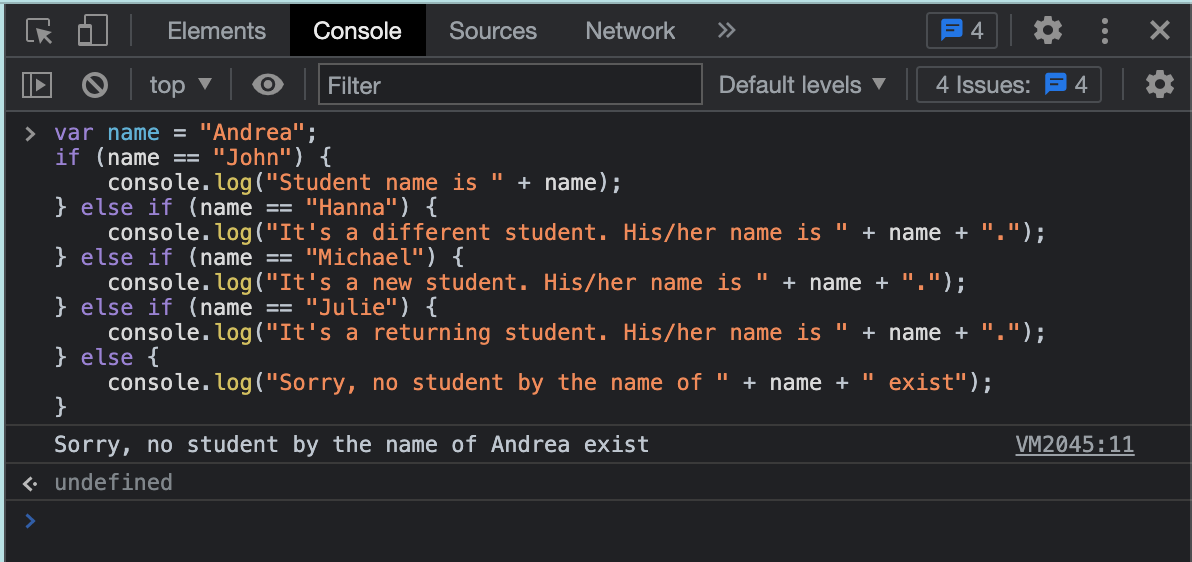 Elements Console Sources Network » 4
top ▼ Filter Default levels ▼ 4 Issues: 4
> var name = "Andrea";
if (name == "John") {
    console.log("Student name is " + name);
} else if (name == "Hanna") {
    console.log("It's a different student. His/her name is " + name + ".");
} else if (name == "Michael") {
    console.log("It's a new student. His/her name is " + name + ".");
} else if (name == "Julie") {
    console.log("It's a returning student. His/her name is " + name + ".");
} else {
    console.log("Sorry, no student by the name of " + name + " exist");
}
Sorry, no student by the name of Andrea exist VM2045:11
undefined
>